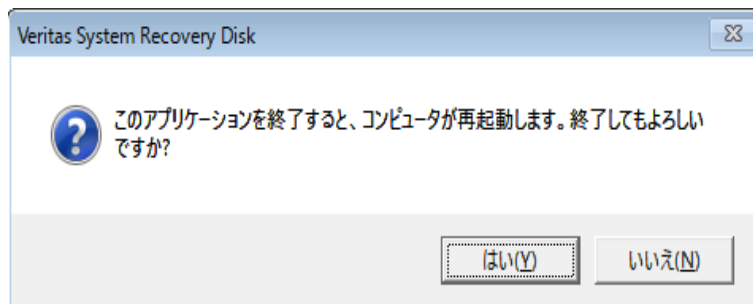 Veritas System Recovery Disk
このアプリケーションを終了すると、コンピュータが再起動します。終了してもよろしい
ですか?
はい(Y)
いいえ(N)